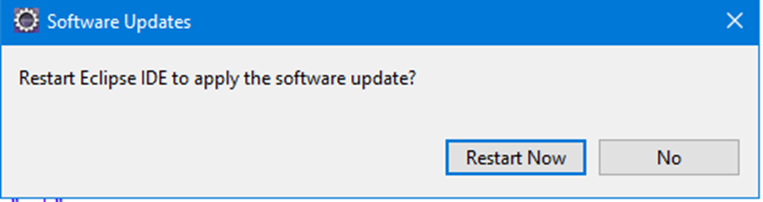 Software Updates
Restart Eclipse IDE to apply the software update?
Restart Now
No